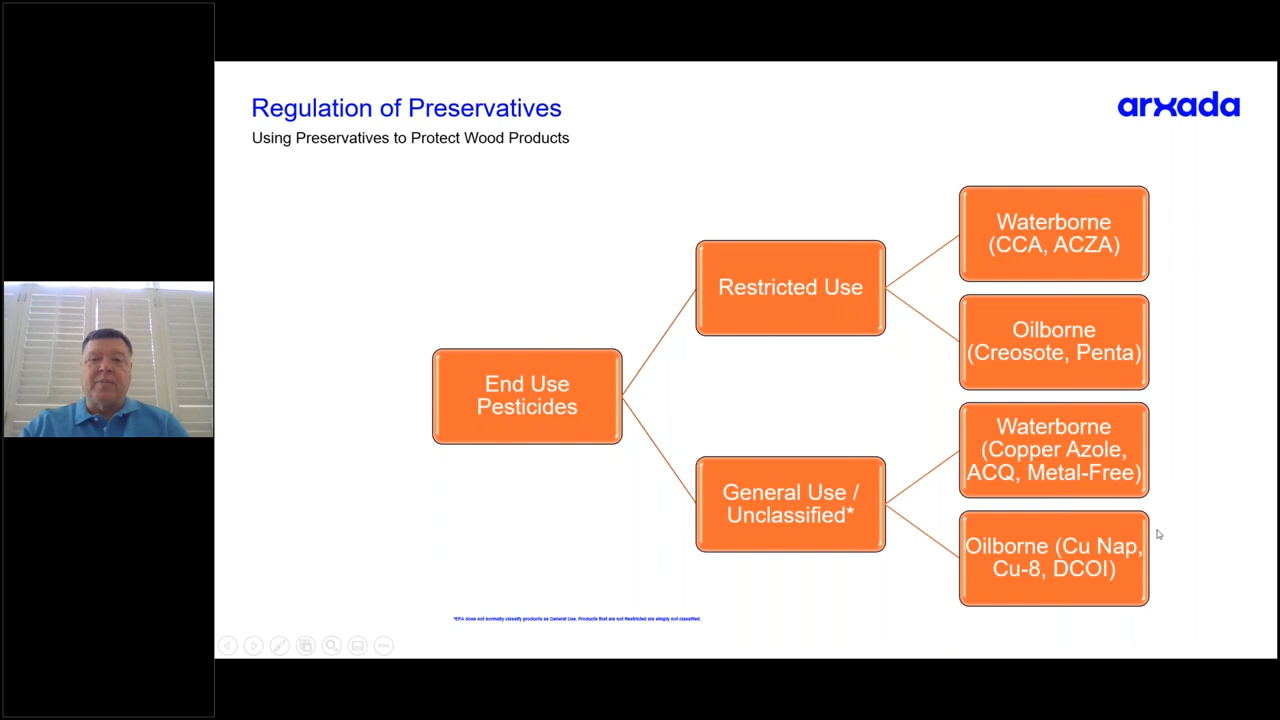 Regulation of Preservatives
arxada
Using Preservatives to Protect Wood Products
Waterborne
(CCA, ACZA)
Restricted Use
Oilborne
(Creosote, Penta)
End Use
Pesticides
Waterborne
(Copper Azole,
ACQ, Metal-Free)
General Use /
Unclassified*
Oilborne (Cu Nap,
Cu-8, DCOI)
*EPA does not normally classify products as General Use. Products that are not Restricted are simply not classified.